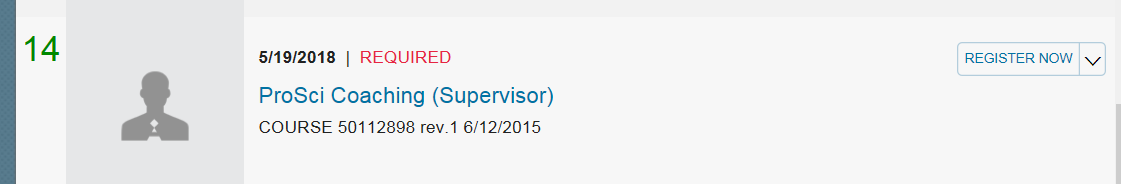 14
5/19/2018 | REQUIRED
REGISTER NOW
ProSci Coaching (Supervisor)
COURSE 50112898 rev.1 6/12/2015